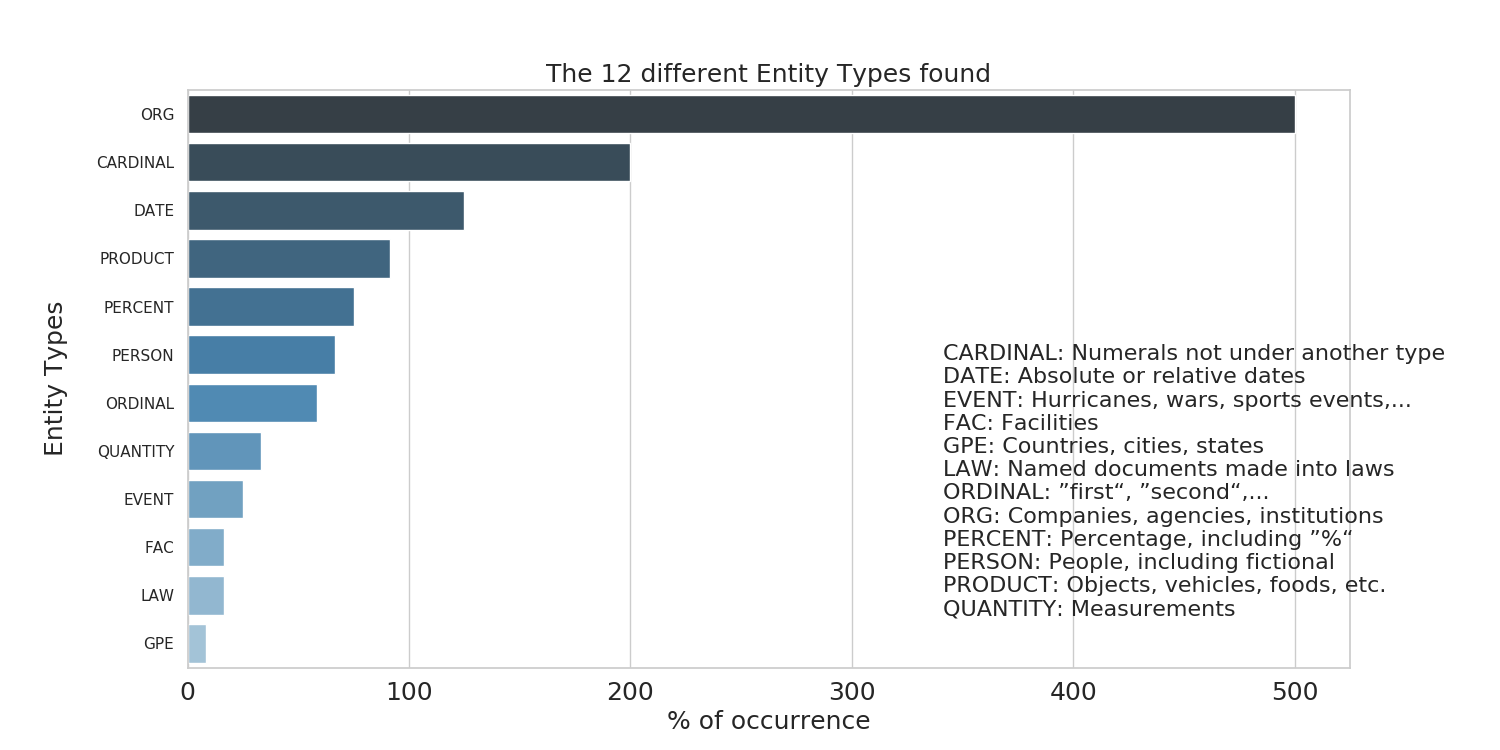 The 12 different Entity Types found
ORG
CARDINAL
DATE
PRODUCT
PERCENT
PERSON
ORDINAL
QUANTITY
EVENT
FAC
LAW
GPE
Entity Types
CARDINAL: Numerals not under another type
DATE: Absolute or relative dates
EVENT: Hurricanes, wars, sports events,...
FAC: Facilities
GPE: Countries, cities, states
LAW: Named documents made into laws
ORDINAL: ”first“, ”second“,...
ORG: Companies, agencies, institutions
PERCENT: Percentage, including ”%“
PERSON: People, including fictional
PRODUCT: Objects, vehicles, foods, etc.
QUANTITY: Measurements
0 100 200 300 400 500
% of occurrence